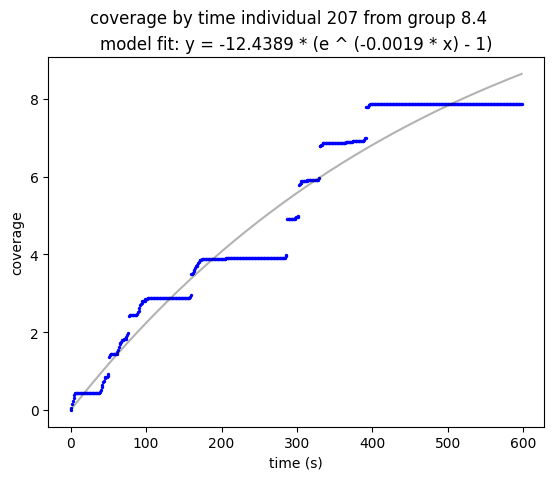 coverage by time individual 207 from group 8.4
model fit: y = -12.4389 * (e ^ (-0.0019 * x) - 1)
8
6
coverage
4
2
0
0 100 200 300 400 500 600
time (s)